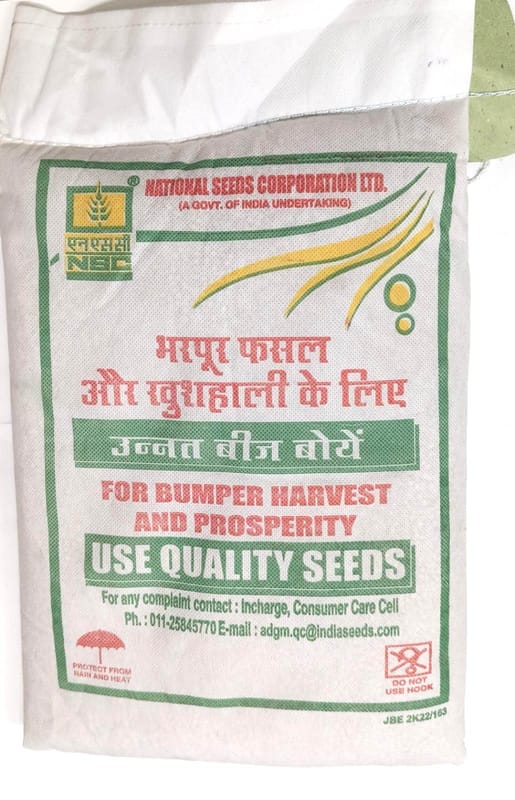 ® NATIONAL SEEDS CORPORATION LTD.
(A GOVT. OF INDIA UNDERTAKING)
एनएससी
NSC
भरपूर फसल
और खुशहाली के लिए
उन्नत बीज बोयें
FOR BUMPER HARVEST
AND PROSPERITY
USE QUALITY SEEDS
For any complaint contact : Incharge, Consumer Care Cell
Ph. : 011-25845770 E-mail : adgm.qc@indiaseeds.com
PROTECT FROM
RAIN AND HEAT
DO NOT
USE HOOK
JBE 2K22/163